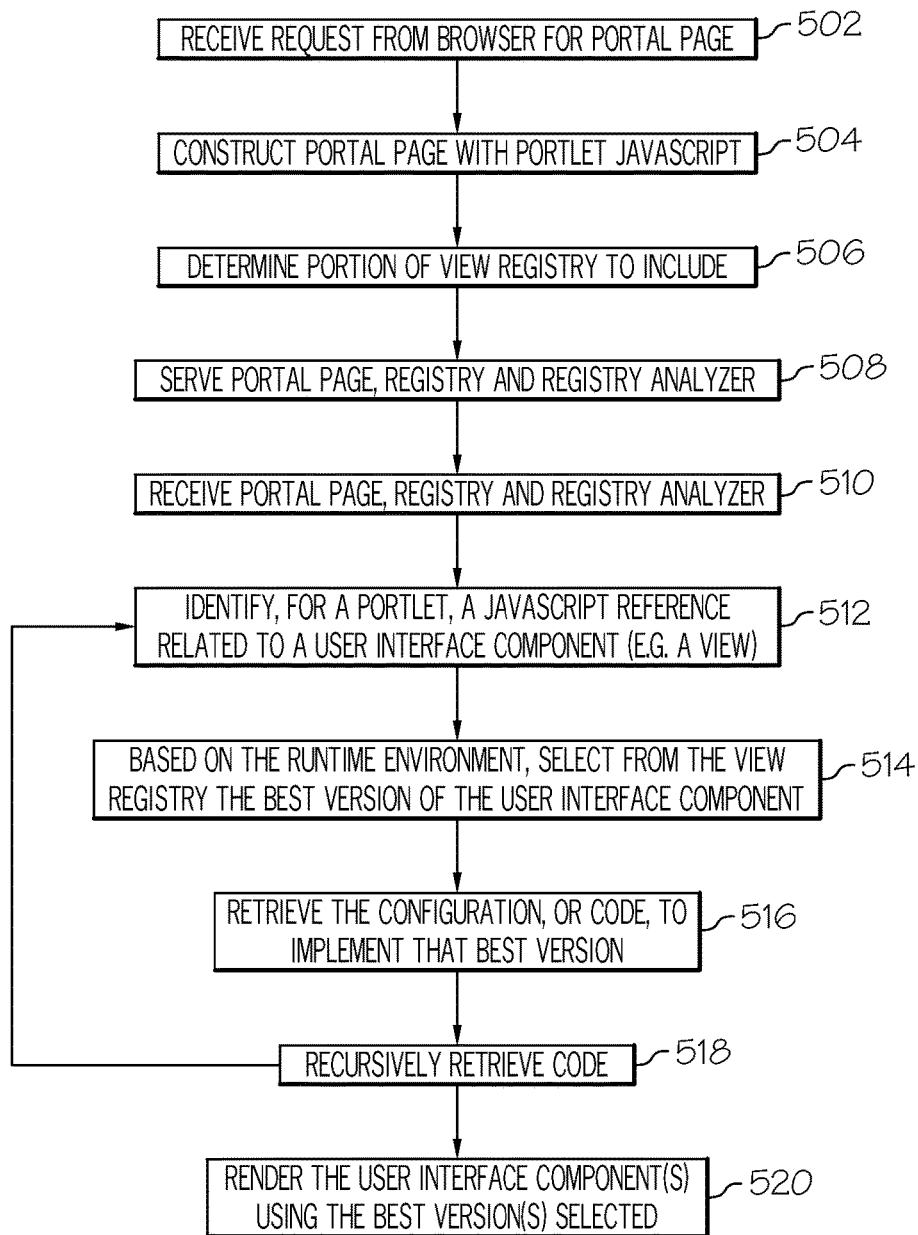 RECEIVE REQUEST FROM BROWSER FOR PORTAL PAGE 502
CONSTRUCT PORTAL PAGE WITH PORTLET JAVASCRIPT 504
DETERMINE PORTION OF VIEW REGISTRY TO INCLUDE 506
SERVE PORTAL PAGE, REGISTRY AND REGISTRY ANALYZER 508
RECEIVE PORTAL PAGE, REGISTRY AND REGISTRY ANALYZER 510
IDENTIFY, FOR A PORTLET, A JAVASCRIPT REFERENCE
RELATED TO A USER INTERFACE COMPONENT (E.G. A VIEW)
512
BASED ON THE RUNTIME ENVIRONMENT, SELECT FROM THE VIEW
REGISTRY THE BEST VERSION OF THE USER INTERFACE COMPONENT
514
RETRIEVE THE CONFIGURATION, OR CODE, TO
IMPLEMENT THAT BEST VERSION
516
RECURSIVELY RETRIEVE CODE 518
RENDER THE USER INTERFACE COMPONENT(S)
USING THE BEST VERSION(S) SELECTED
520